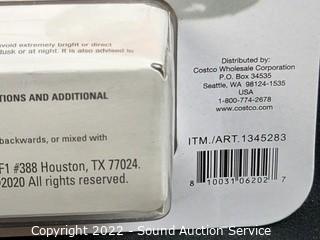 avoid extremely bright or direct
dusk or at night. It is also advised to
TIONS AND ADDITIONAL
backwards, or mixed with
F1 #388 Houston, TX 77024.
©2020 All rights reserved.
Distributed by:
Costco Wholesale Corporation
P.O. Box 34535
Seattle, WA 98124-1535
USA
1-800-774-2678
www.costco.com
ITM./ART. 1345283
8 10031 06202 7
Copyright 2022 - Sound Auction Service